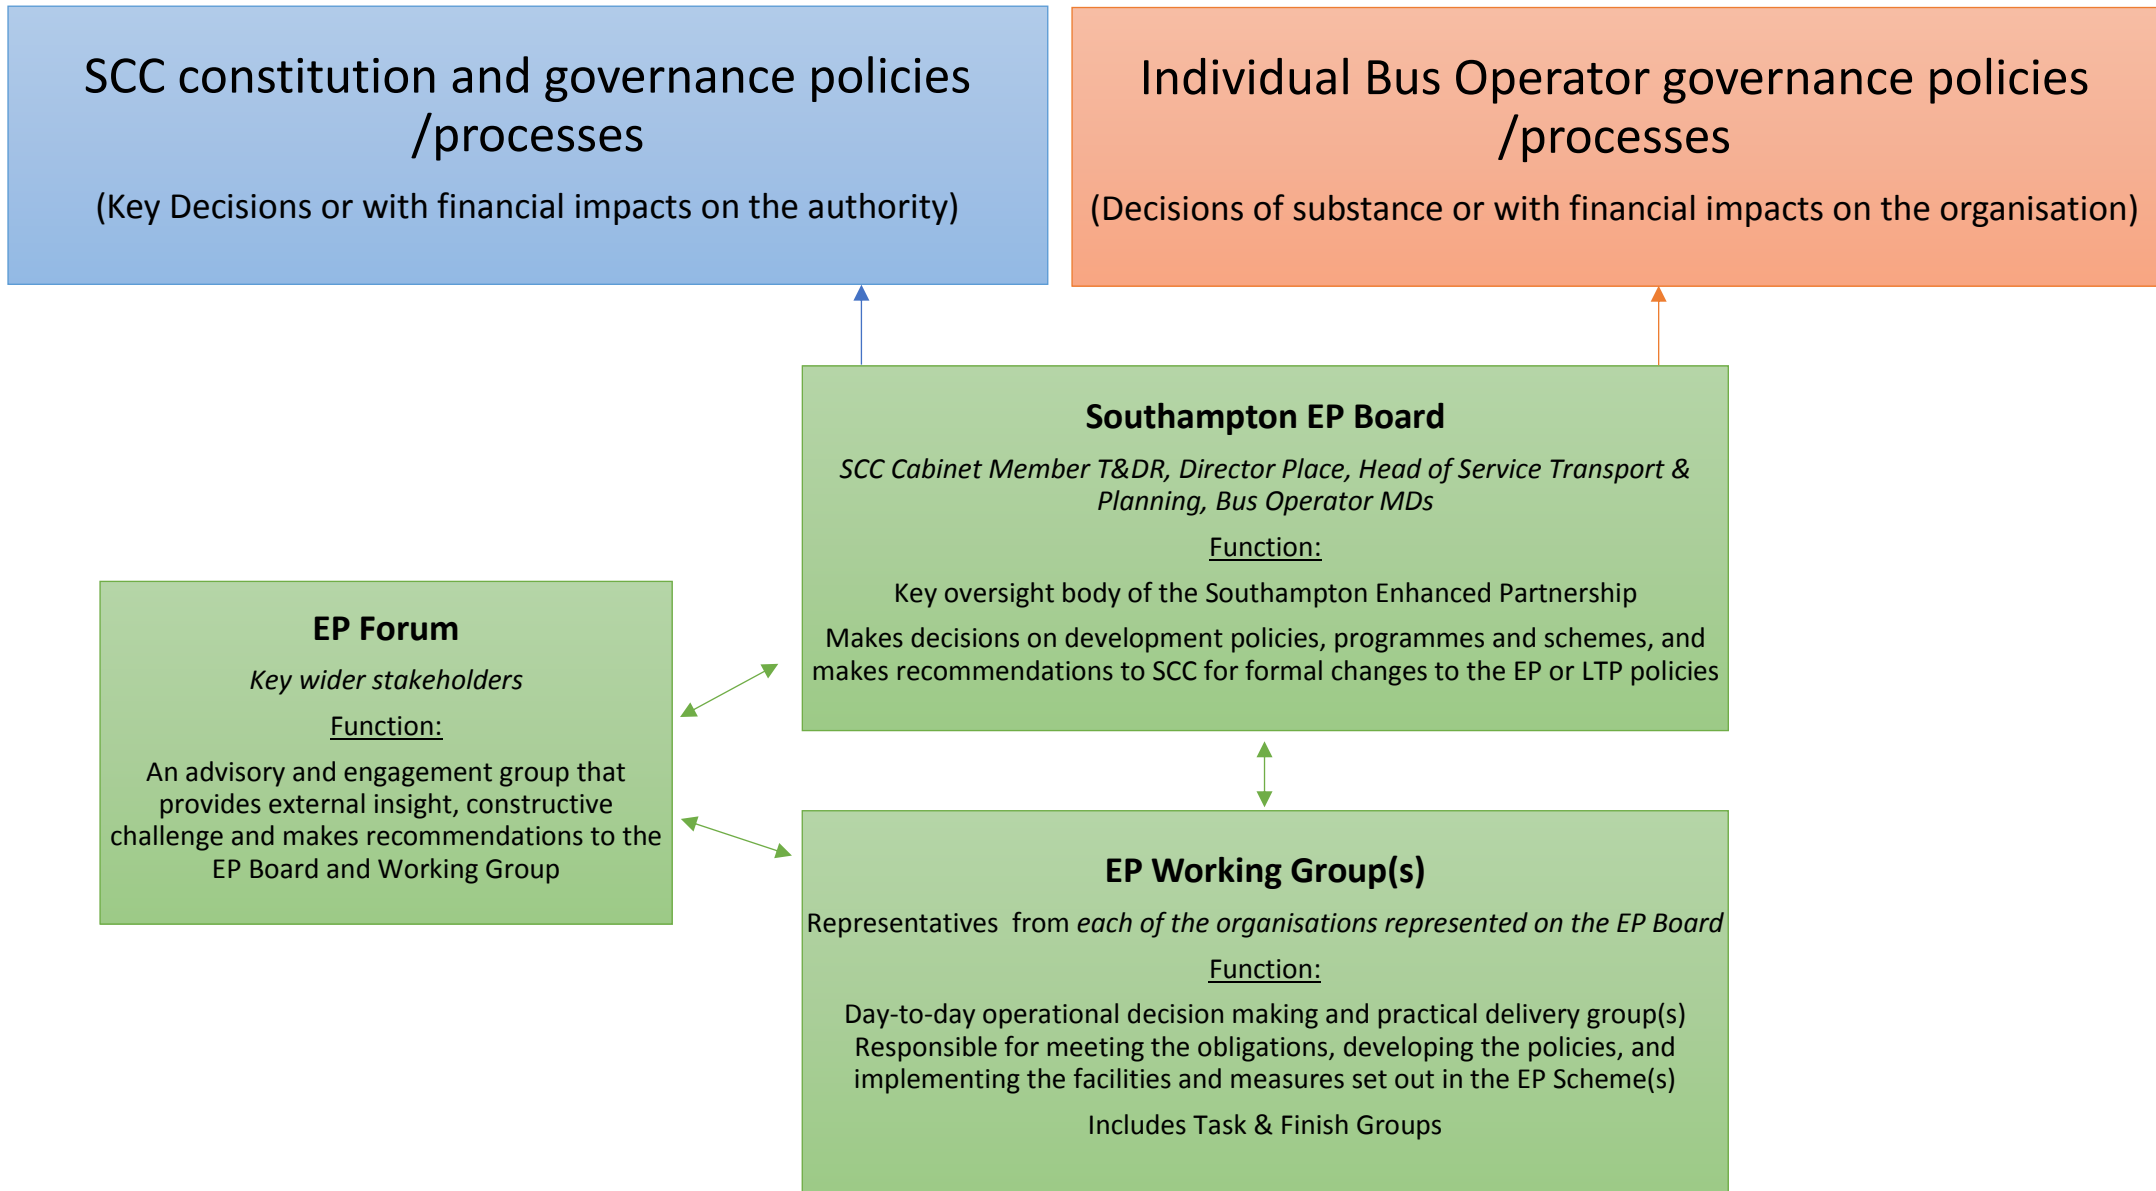 SCC constitution and governance policies
/processes
(Key Decisions or with financial impacts on the authority)
Individual Bus Operator governance policies
/processes
(Decisions of substance or with financial impacts on the organisation)
Southampton EP Board
SCC Cabinet Member T&DR, Director Place, Head of Service Transport &
Planning, Bus Operator MDs
Function:
Key oversight body of the Southampton Enhanced Partnership
Makes decisions on development policies, programmes and schemes, and
makes recommendations to SCC for formal changes to the EP or LTP policies
EP Forum
Key wider stakeholders
Function:
An advisory and engagement group that
provides external insight, constructive
challenge and makes recommendations to the
EP Board and Working Group
EP Working Group(s)
Representatives  from each of the organisations represented on the EP Board
Function:
Day-to-day operational decision making and practical delivery group(s)
Responsible for meeting the obligations, developing the policies, and
implementing the facilities and measures set out in the EP Scheme(s)
Includes Task & Finish Groups